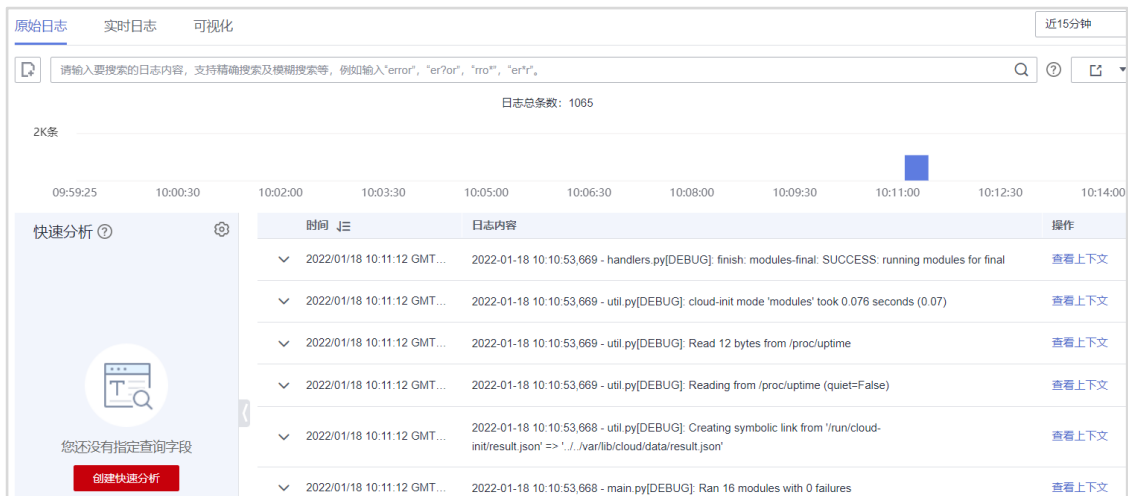 原始日志 实时日志 可视化 近15分钟
请输入要搜索的日志内容，支持精确搜索及模糊搜索等，例如输入"error"，"er?or"，"rro*"，"er*r"。
日志总条数：1065
2K条
09:59:25 10:00:30 10:02:00 10:03:30 10:05:00 10:06:30 10:08:00 10:09:30 10:11:00 10:12:30 10:14:00
快速分析
时间 日志内容 操作
2022/01/18 10:11:12 GMT... 2022-01-18 10:10:53,669 - handlers.py[DEBUG]: finish: modules-final: SUCCESS: running modules for final 查看上下文
2022/01/18 10:11:12 GMT... 2022-01-18 10:10:53,669 - util.py[DEBUG]: cloud-init mode 'modules' took 0.076 seconds (0.07) 查看上下文
2022/01/18 10:11:12 GMT... 2022-01-18 10:10:53,669 - util.py[DEBUG]: Read 12 bytes from /proc/uptime 查看上下文
2022/01/18 10:11:12 GMT... 2022-01-18 10:10:53,669 - util.py[DEBUG]: Reading from /proc/uptime (quiet=False) 查看上下文
2022/01/18 10:11:12 GMT... 2022-01-18 10:10:53,668 - util.py[DEBUG]: Creating symbolic link from '/run/cloud-
init/result.json' => '../../var/lib/cloud/data/result.json' 查看上下文
您还没有指定查询字段
创建快速分析
2022/01/18 10:11:12 GMT... 2022-01-18 10:10:53,668 - main.py[DEBUG]: Ran 16 modules with 0 failures 查看上下文